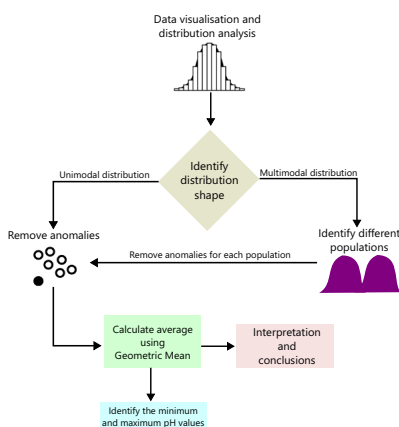 Data visualisation and
distribution analysis
Identify
distribution
shape
Unimodal distribution
Multimodal distribution
Remove anomalies
Identify different
populations
Remove anomalies for each population
Calculate average
using
Geometric Mean
Interpretation
and
conclusions
Identify the minimum
and maximum pH values